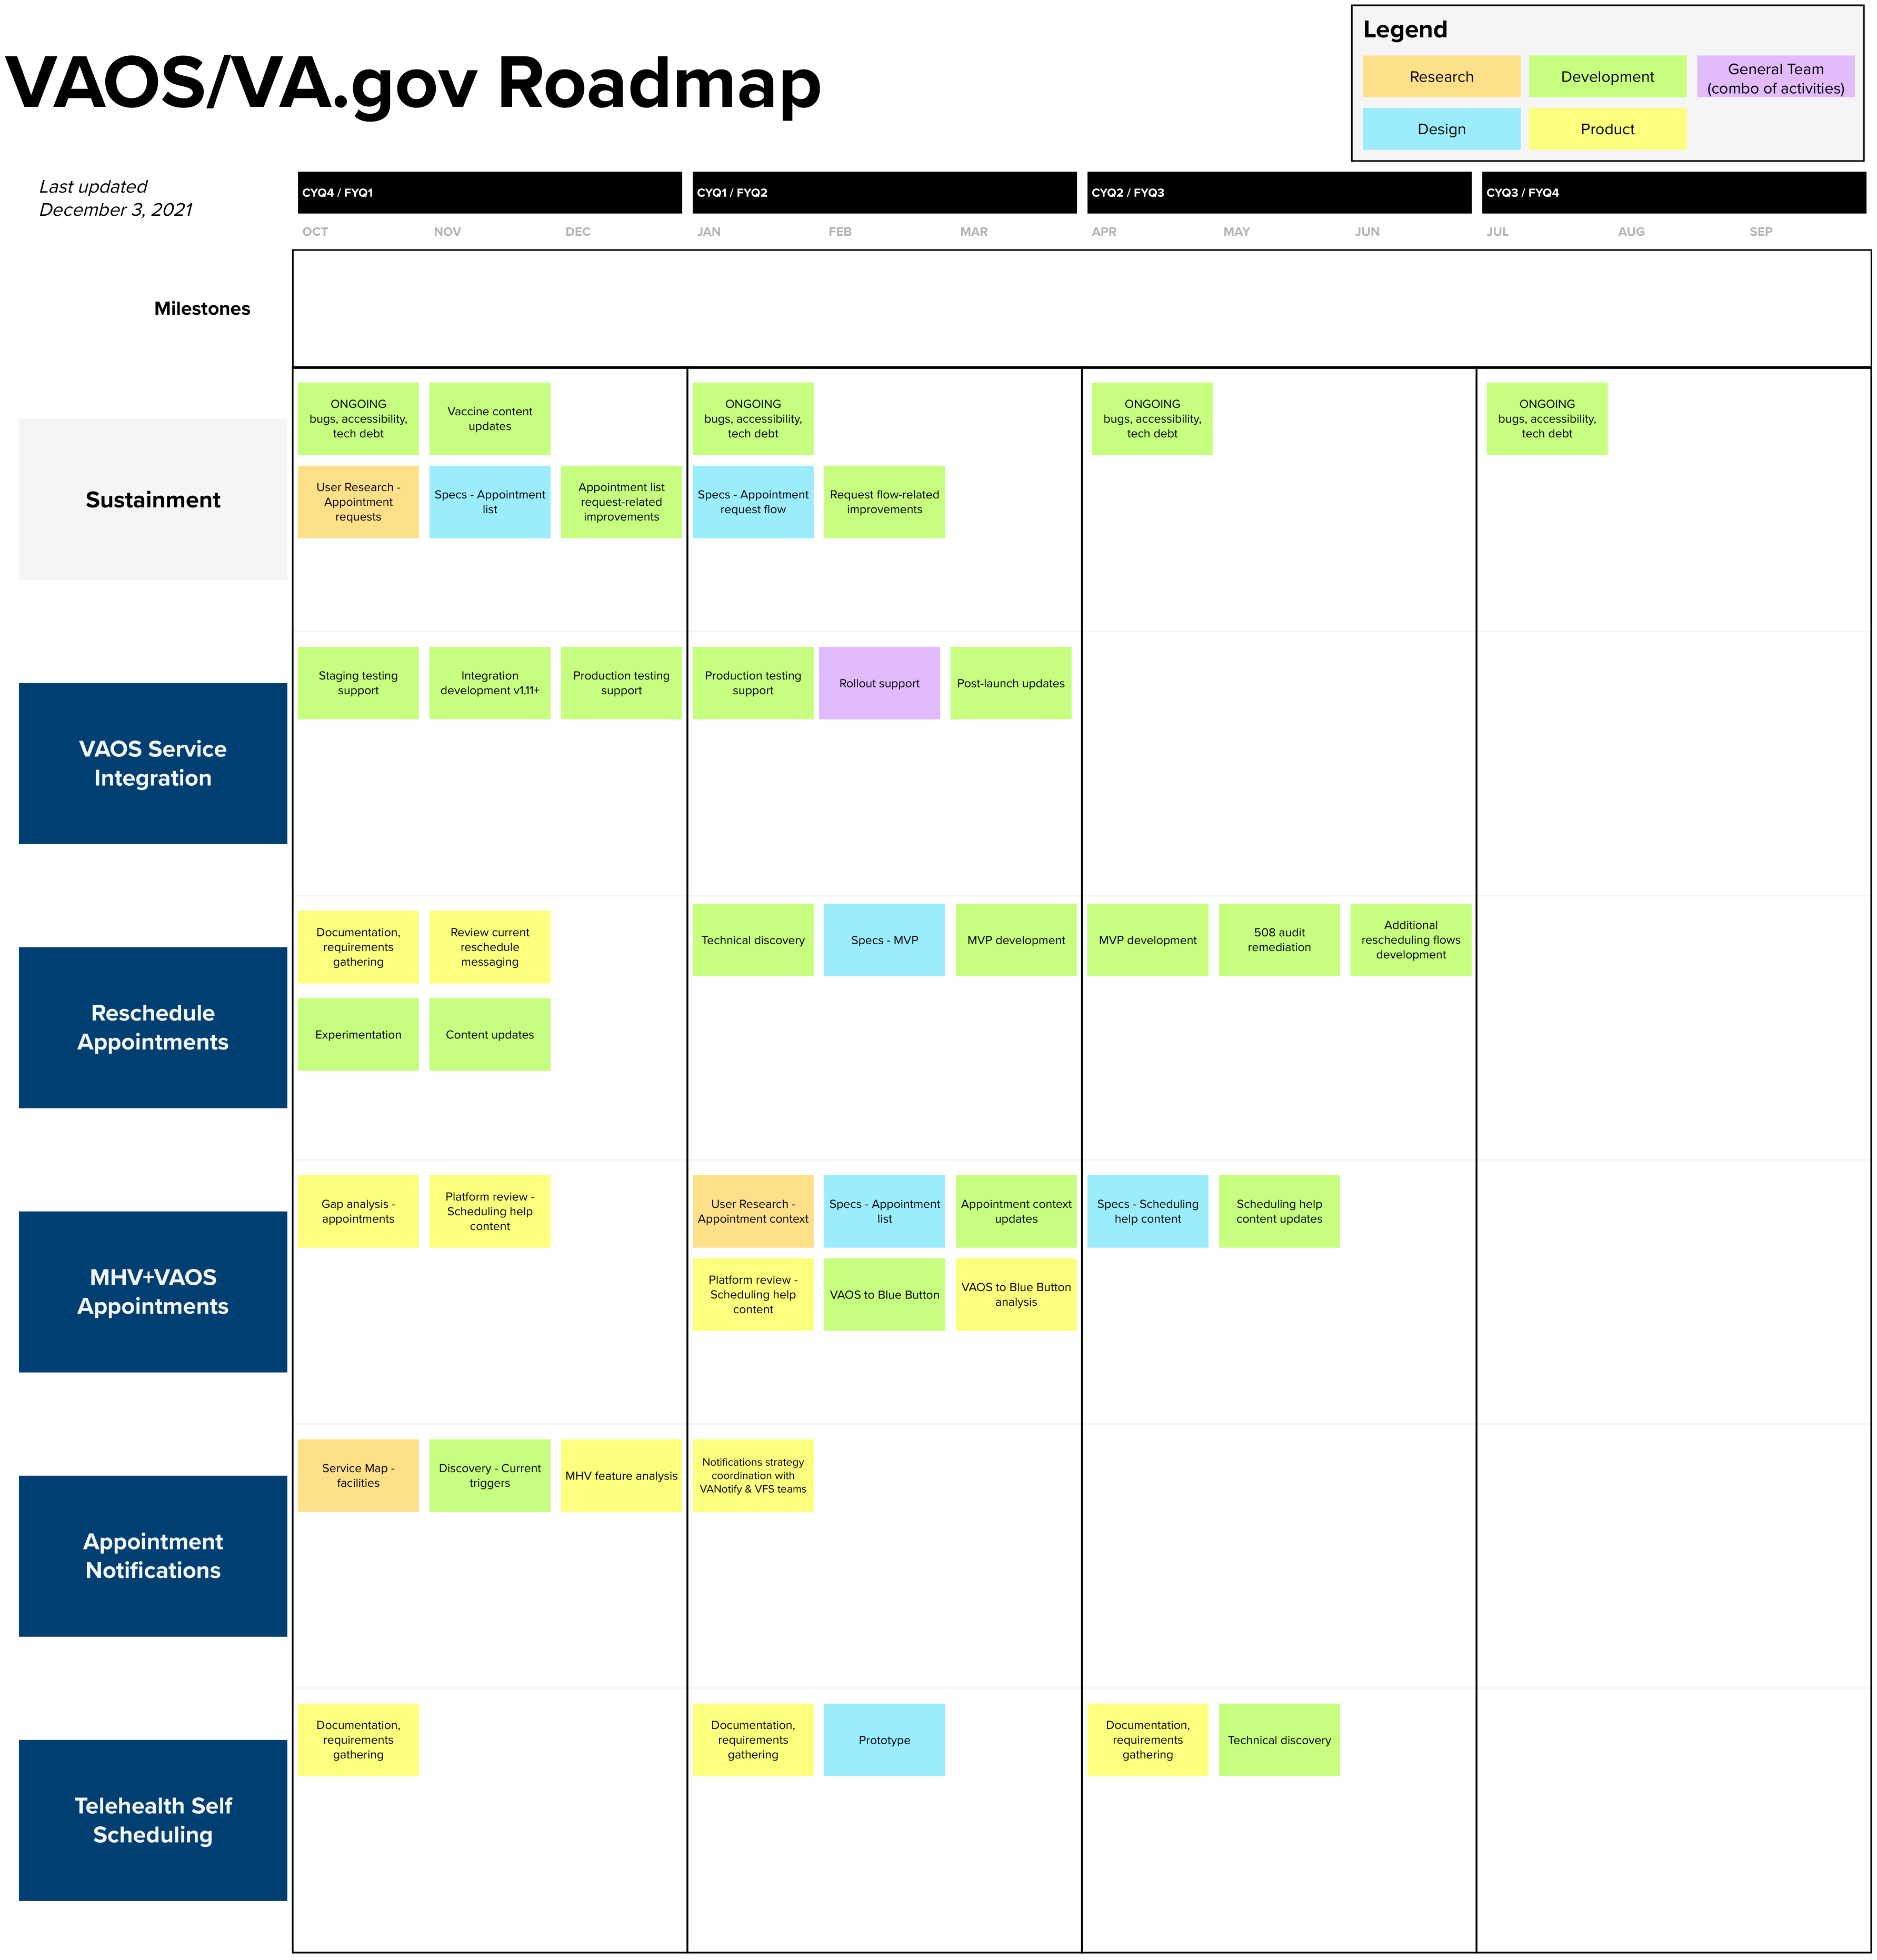 VAOS/VA.gov Roadmap
Legend
Research
Development
General Team
(combo of activities)
Design
Product
Last updated
December 3, 2021
CYQ4 / FYQ1
CYQ1 / FYQ2
CYQ2 / FYQ3
CYQ3 / FYQ4
OCT
NOV
DEC
JAN
FEB
MAR
APR
MAY
JUN
JUL
AUG
SEP
Milestones
Sustainment
ONGOING
bugs, accessibility,
tech debt
Vaccine content
updates
ONGOING
bugs, accessibility,
tech debt
ONGOING
bugs, accessibility,
tech debt
ONGOING
bugs, accessibility,
tech debt
User Research -
Appointment
requests
Specs - Appointment
list
Appointment list
request-related
improvements
Specs - Appointment
request flow
Request flow-related
improvements
VAOS Service
Integration
Staging testing
support
Integration
development v1.11+
Production testing
support
Production testing
support
Rollout support
Post-launch updates
Reschedule
Appointments
Documentation,
requirements
gathering
Review current
reschedule
messaging
Technical discovery
Specs - MVP
MVP development
MVP development
508 audit
remediation
Additional
rescheduling flows
development
Experimentation
Content updates
MHV+VAOS
Appointments
Gap analysis -
appointments
Platform review -
Scheduling help
content
User Research -
Appointment context
Specs - Appointment
list
Appointment context
updates
Specs - Scheduling
help content
Scheduling help
content updates
Platform review -
Scheduling help
content
VAOS to Blue Button
VAOS to Blue Button
analysis
Appointment
Notifications
Service Map -
facilities
Discovery - Current
triggers
MHV feature analysis
Notifications strategy
coordination with
VANotify & VFS teams
Telehealth Self
Scheduling
Documentation,
requirements
gathering
Documentation,
requirements
gathering
Prototype
Documentation,
requirements
gathering
Technical discovery